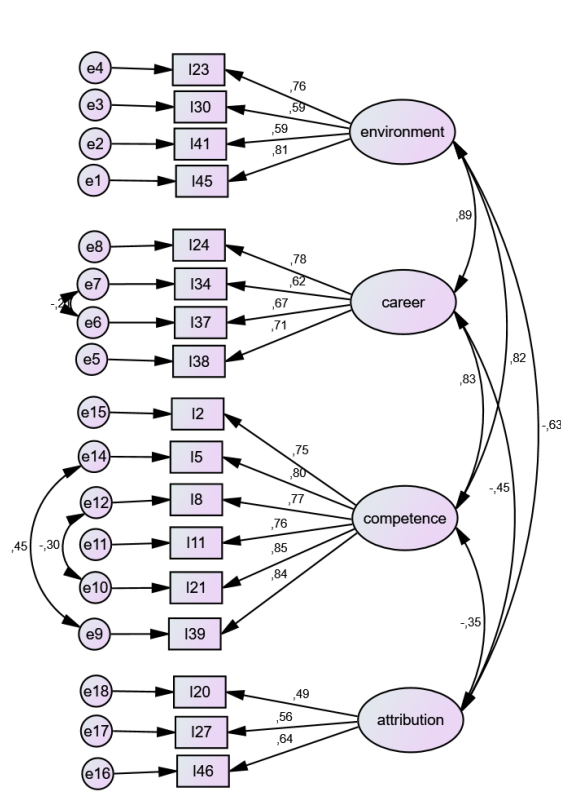 e4 I23 ,76
e3 I30 ,59
environment
e2 I41 ,59
e1 I45 ,81
,89
e8 I24 ,78
e7 I34 ,62
career
e6 I37 ,67
e5 I38 ,71
,82
,83
e15 I2
-,63
e14 I5 ,75
,80
e12 I8 ,77
-,45
competence
e11 I11 ,76
,45 -,30
e10 I21 ,85
,84
e9 I39
-,35
e18 I20 ,49
attribution
e17 I27 ,56
e16 I46 ,64